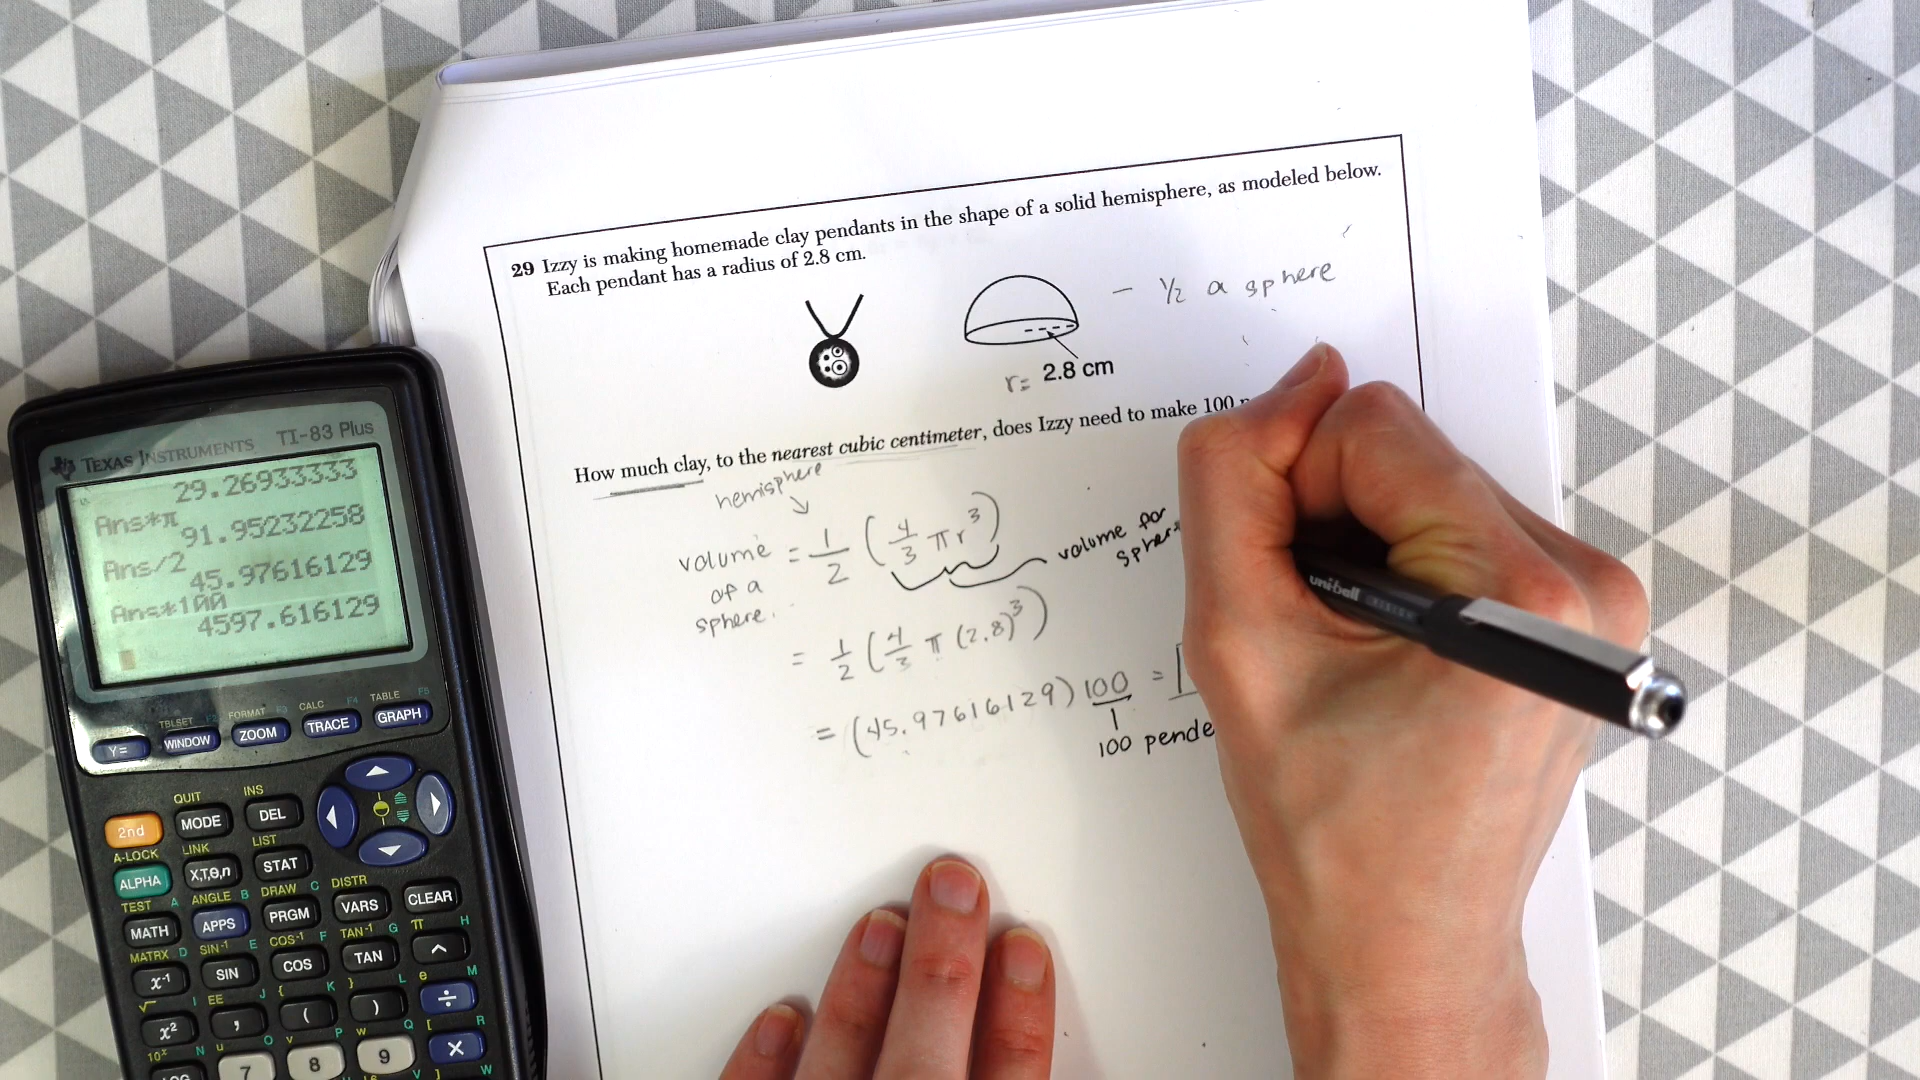 29 Izzy is making homemade clay pendants in the shape of a solid hemisphere, as modeled below.
Each pendant has a radius of 2.8 cm.
– ½ a sphere
r= 2.8 cm
How much clay, to the nearest cubic centimeter, does Izzy need to make 100
hemisphere
volume = 1/2 (4/3 πr³)
of a
sphere.
volume for
spher
= 1/2 (4/3 π (2.8)³)
= (45.97616129) 100/1 =
100 pende
uni-ball
TEXAS INSTRUMENTS TI-83 Plus
29.26933333
Ans*π
91.95232258
Ans/2
45.97616129
Ans*100
4597.616129
TBLSET F2 FORMAT F3 CALC F4 TABLE F5
Y= WINDOW ZOOM TRACE GRAPH
QUIT INS
2nd MODE DEL
A-LOCK LINK LIST
ALPHA X,T,θ,n STAT
TEST A ANGLE B DRAW C DISTR
MATH APPS PRGM VARS CLEAR
MATRX D SIN⁻¹ E COS⁻¹ F TAN⁻¹ G π H
x⁻¹ SIN COS TAN ^
√ I EE J { K } L e M
x² , ( ) ÷
10ˣ N u O v P w Q [ R
LOG 7 8 9 ×
V ] W